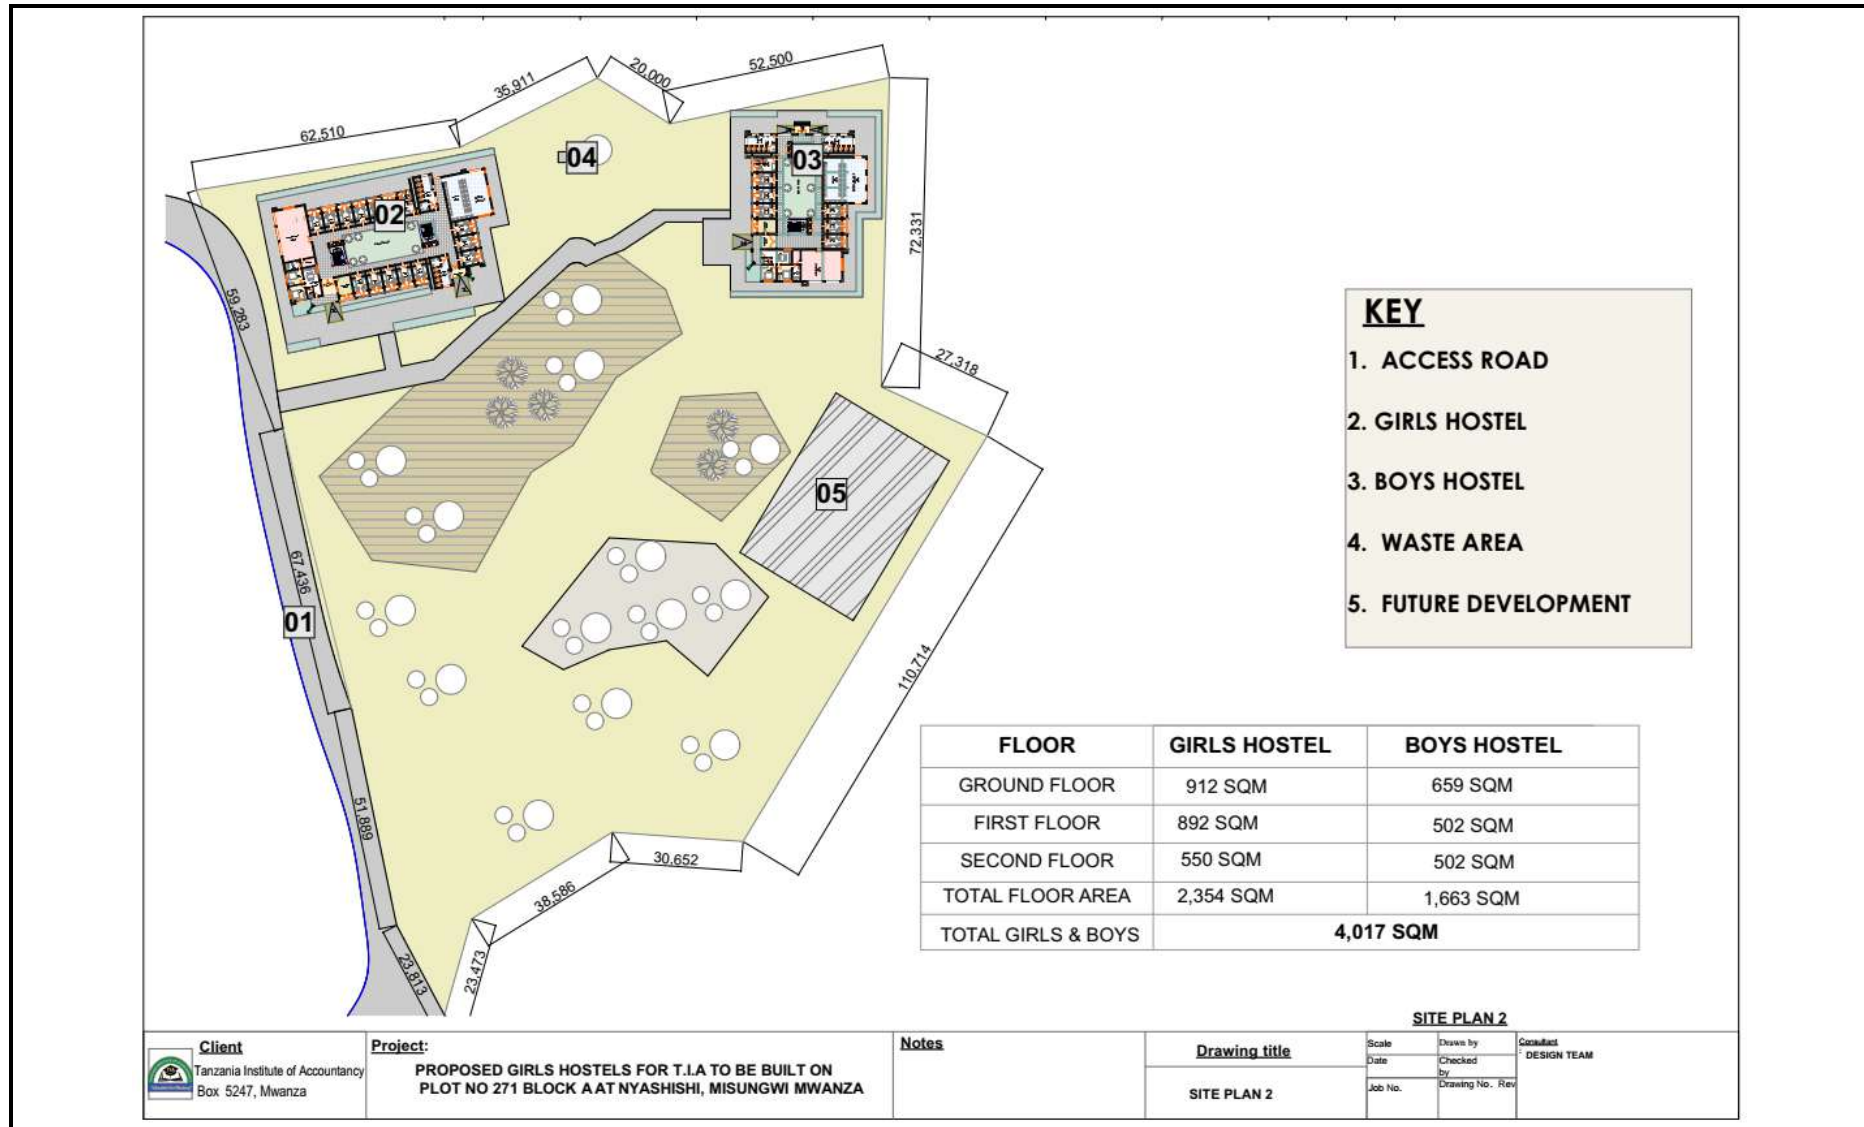 62,510
35,911
20,000
52,500
72,331
27,318
110,714
30,652
38,586
23,473
23,813
51,889
67,436
59,283
01
02
03
04
05
KEY
1. ACCESS ROAD
2. GIRLS HOSTEL
3. BOYS HOSTEL
4. WASTE AREA
5. FUTURE DEVELOPMENT
FLOOR GIRLS HOSTEL BOYS HOSTEL
GROUND FLOOR 912 SQM 659 SQM
FIRST FLOOR 892 SQM 502 SQM
SECOND FLOOR 550 SQM 502 SQM
TOTAL FLOOR AREA 2,354 SQM 1,663 SQM
TOTAL GIRLS & BOYS 4,017 SQM
SITE PLAN 2
Client
Tanzania Institute of Accountancy
Box 5247, Mwanza
Project:
PROPOSED GIRLS HOSTELS FOR T.I.A TO BE BUILT ON
PLOT NO 271 BLOCK A AT NYASHISHI, MISUNGWI MWANZA
Notes
Drawing title
SITE PLAN 2
Scale
Date
Job No.
Drawn by
Checked
by
Drawing No. Rev
Consultant
: DESIGN TEAM